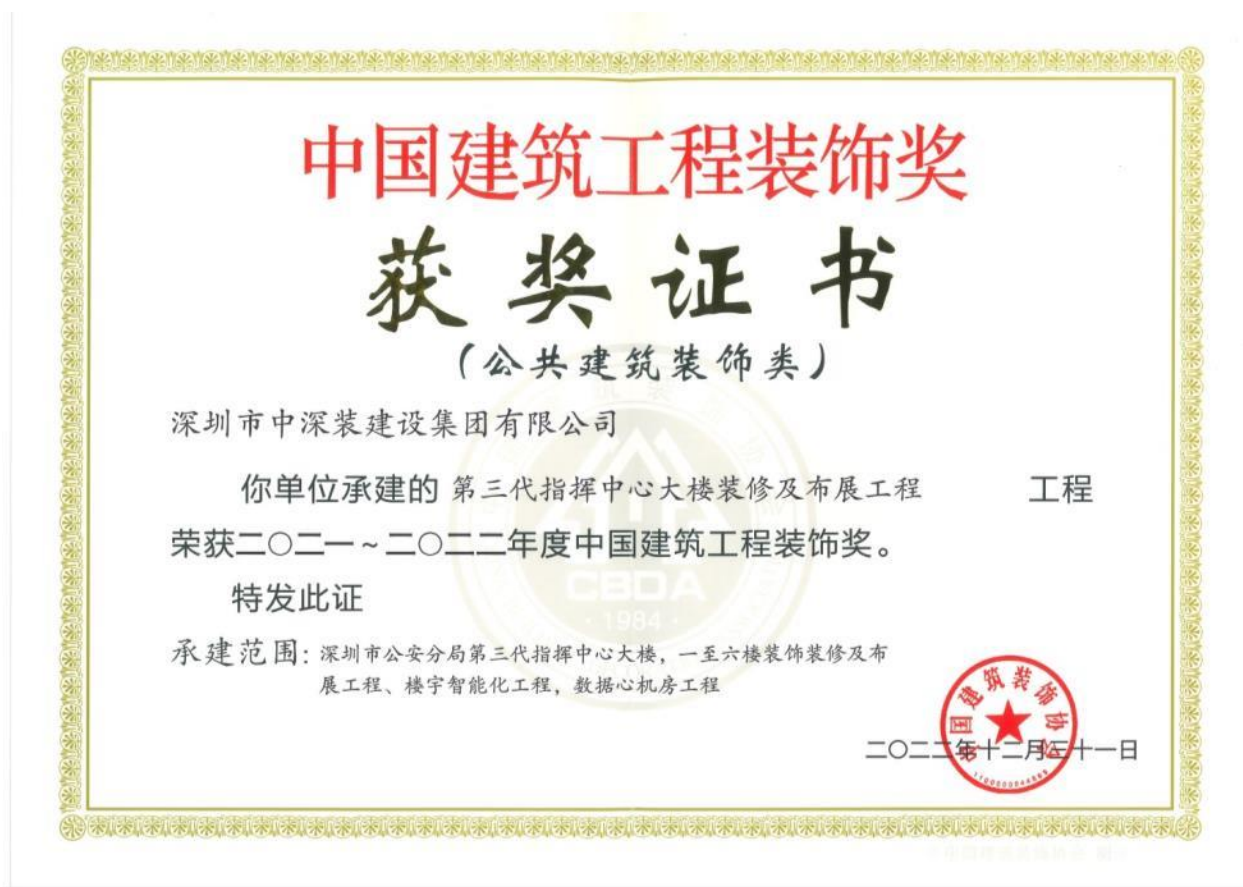 中国建筑工程装饰奖
获奖证书
(公共建筑装饰类)
深圳市中深装建设集团有限公司
你单位承建的 第三代指挥中心大楼装修及布展工程 工程
荣获二〇二一~二〇二二年度中国建筑工程装饰奖。
特发此证
承建范围: 深圳市公安分局第三代指挥中心大楼, 一至六楼装饰装修及布
展工程、楼宇智能化工程, 数据心机房工程
二〇二二年十二月三十一日
中国建筑装饰协会
CBDA
·1984·